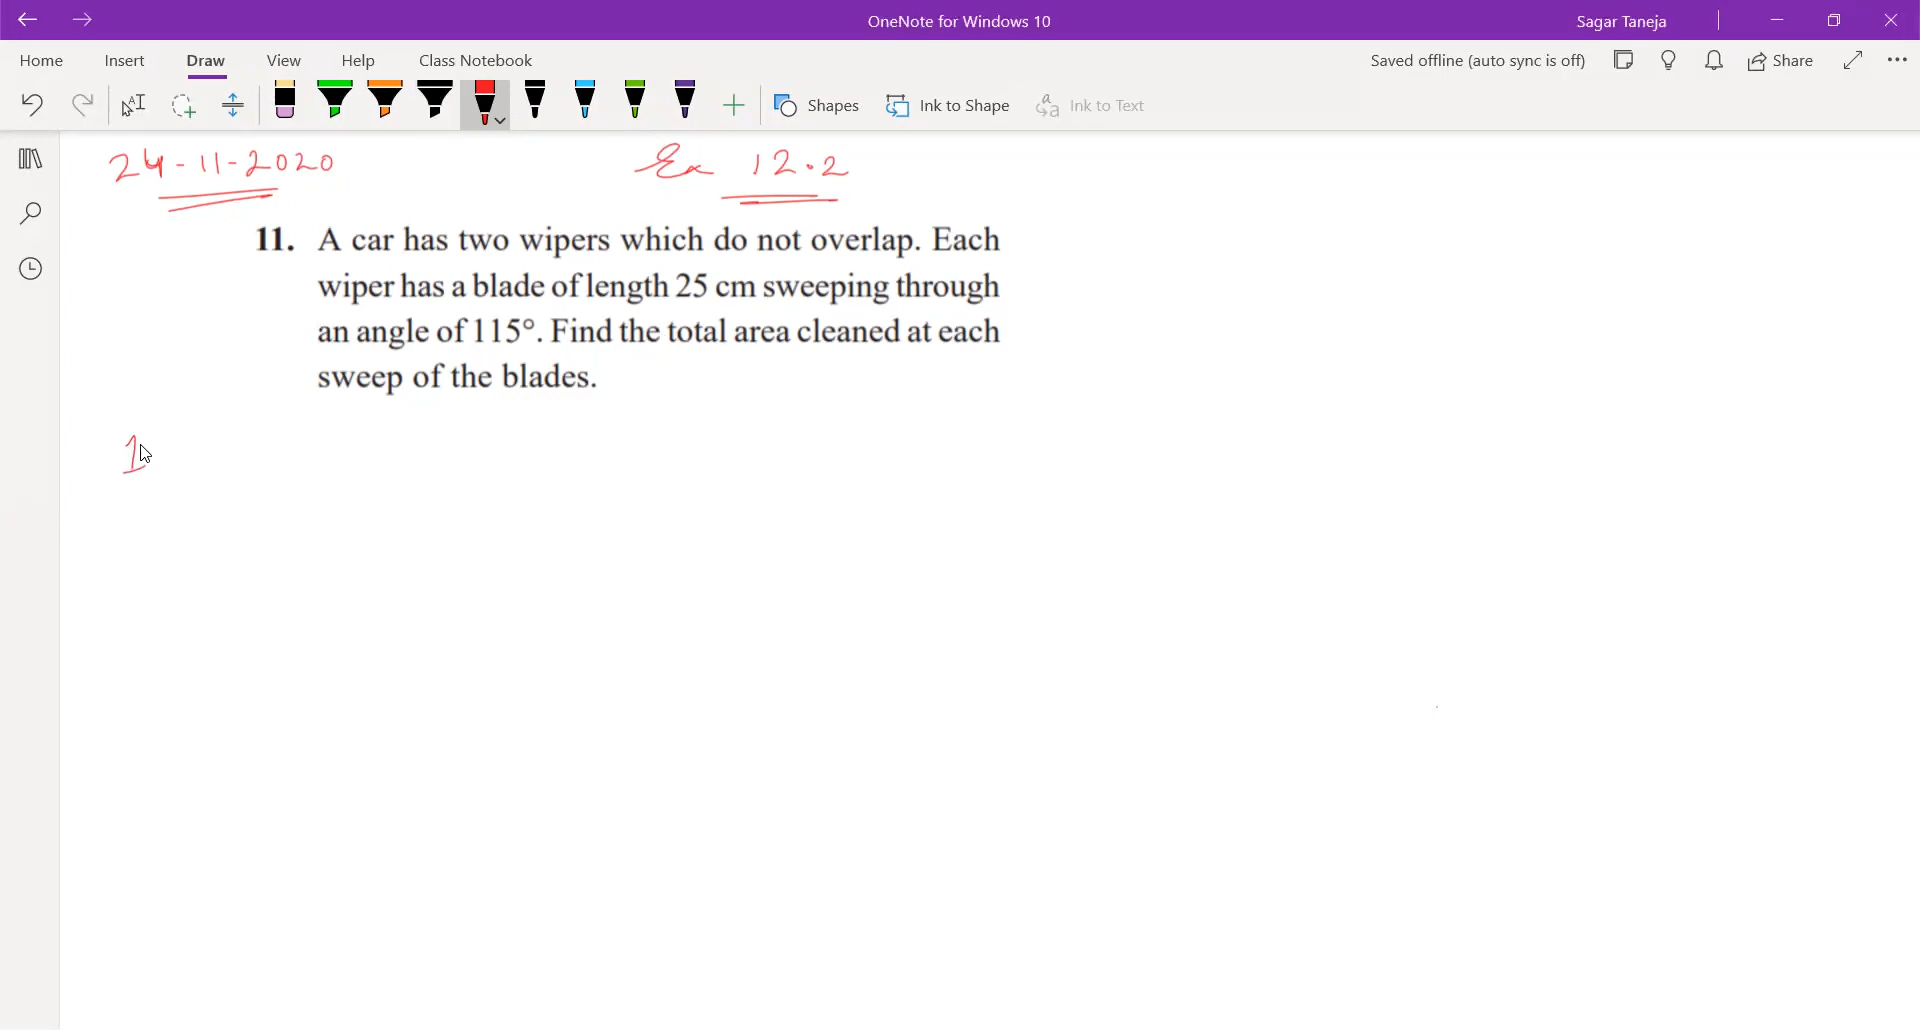 OneNote for Windows 10
Sagar Taneja
Home Insert Draw View Help Class Notebook
Saved offline (auto sync is off) Share
Shapes Ink to Shape Ink to Text
24-11-2020 Ex 12.2
11. A car has two wipers which do not overlap. Each
wiper has a blade of length 25 cm sweeping through
an angle of 115°. Find the total area cleaned at each
sweep of the blades.
1